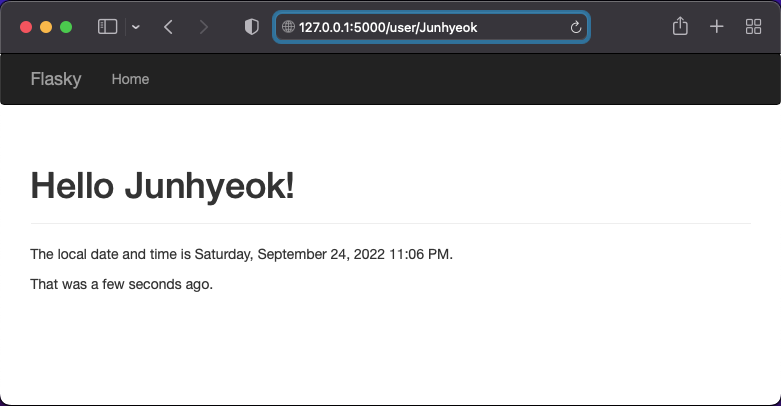 127.0.0.1:5000/user/Junhyeok
Flasky Home
Hello Junhyeok!
The local date and time is Saturday, September 24, 2022 11:06 PM.
That was a few seconds ago.